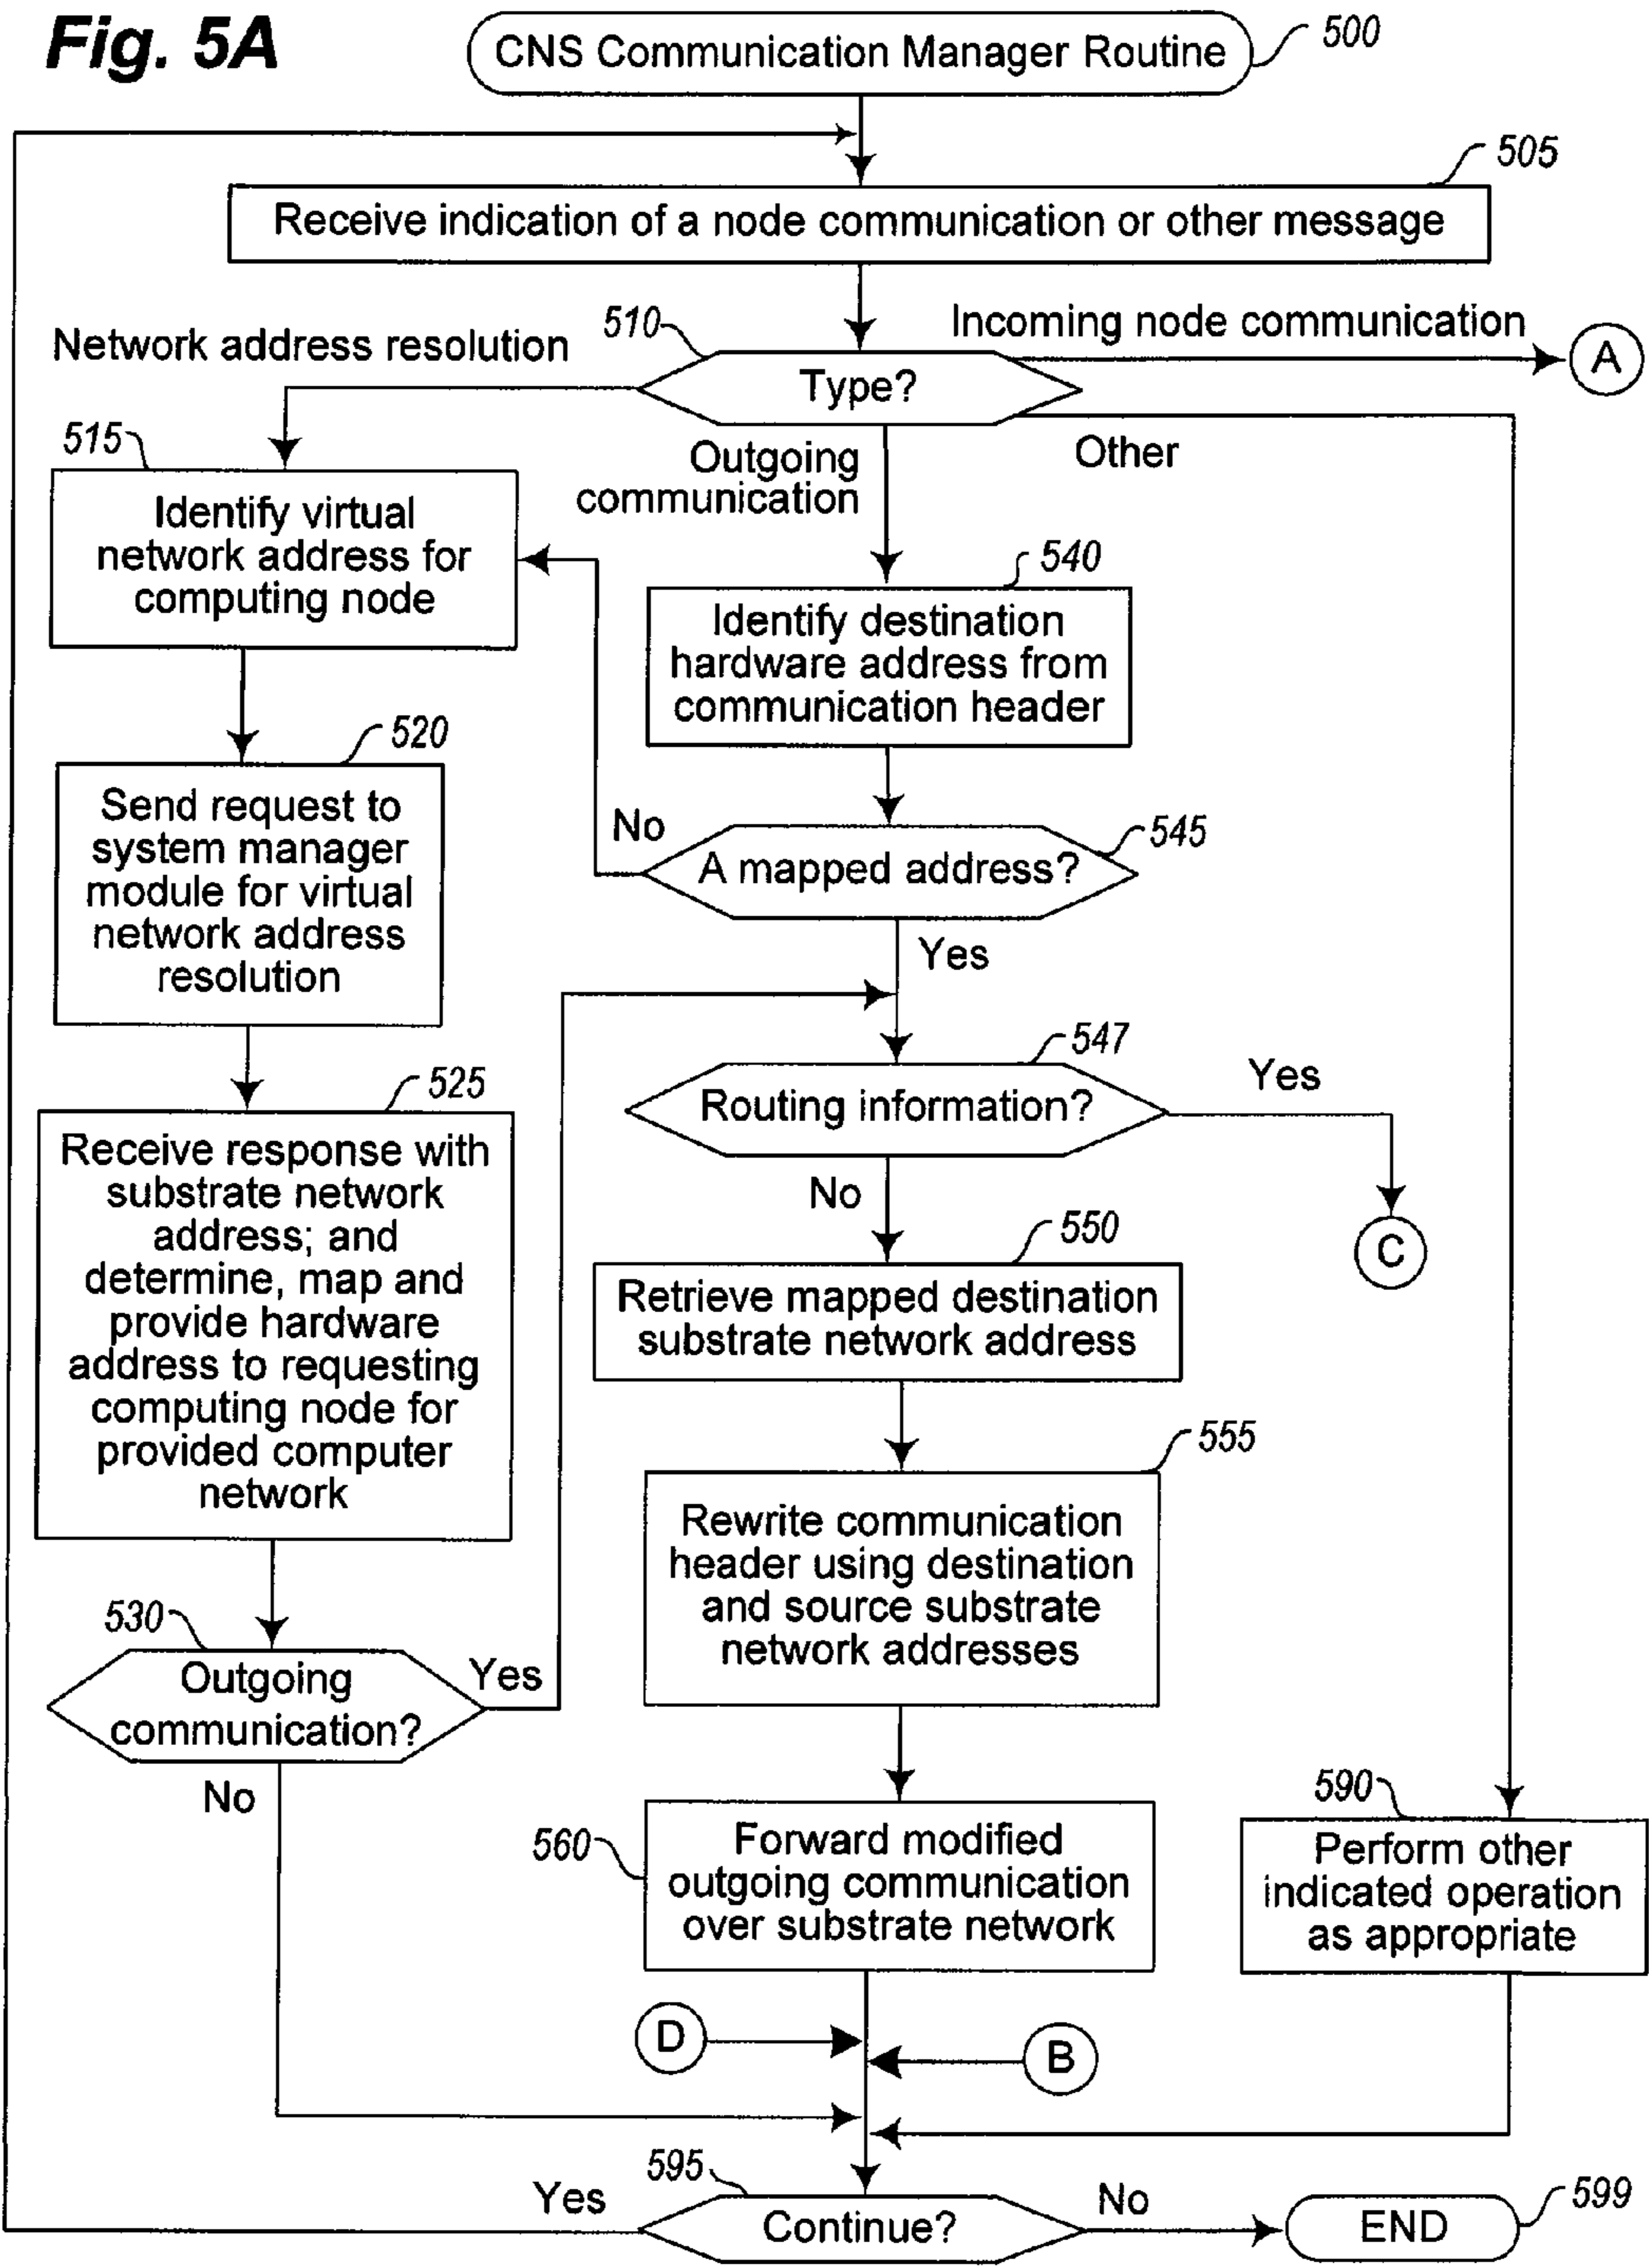 Fig. 5A
CNS Communication Manager Routine
500
505
Receive indication of a node communication or other message
Network address resolution
510
Incoming node communication
A
Type?
515
Outgoing
communication
Other
Identify virtual
network address for
computing node
540
Identify destination
hardware address from
communication header
520
Send request to
system manager
module for virtual
network address
resolution
No
545
A mapped address?
Yes
547
Routing information?
Yes
525
Receive response with
substrate network
address; and
determine, map and
provide hardware
address to requesting
computing node for
provided computer
network
No
C
550
Retrieve mapped destination
substrate network address
555
Rewrite communication
header using destination
and source substrate
network addresses
530
Outgoing
communication?
Yes
No
560
Forward modified
outgoing communication
over substrate network
590
Perform other
indicated operation
as appropriate
D
B
595
Yes
Continue?
No
END
599